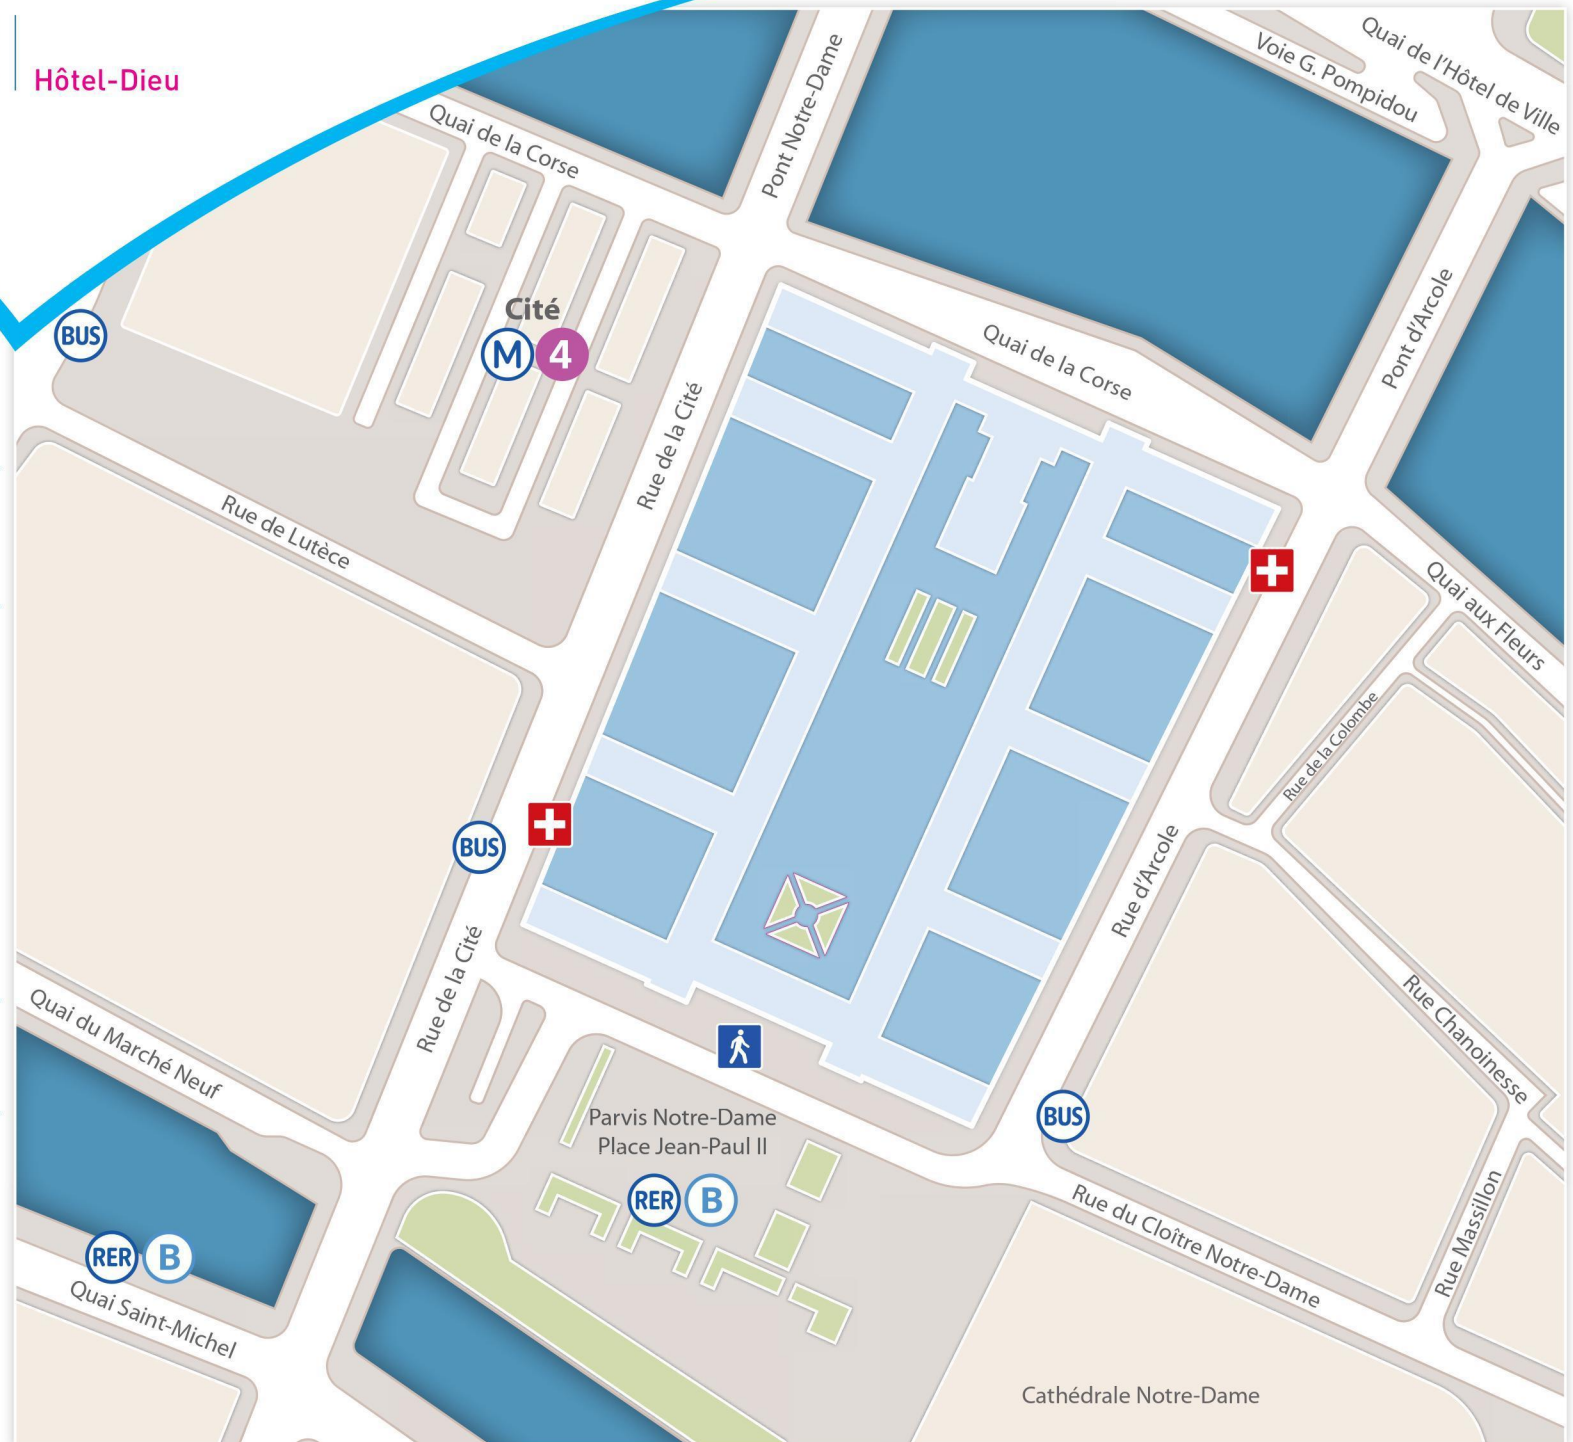 Hôtel-Dieu
Quai de la Corse
Pont Notre-Dame
Voie G. Pompidou
Quai de l'Hôtel de Ville
Pont d'Arcole
BUS
Cité
M 4
Quai de la Corse
Rue de la Cité
Rue de Lutèce
Quai aux Fleurs
Rue de la Colombe
BUS
Rue d'Arcole
Rue de la Cité
Quai du Marché Neuf
Rue Chanoinesse
BUS
Parvis Notre-Dame
Place Jean-Paul II
RER B
Rue du Cloître Notre-Dame
Rue Massillon
RER B
Quai Saint-Michel
Cathédrale Notre-Dame